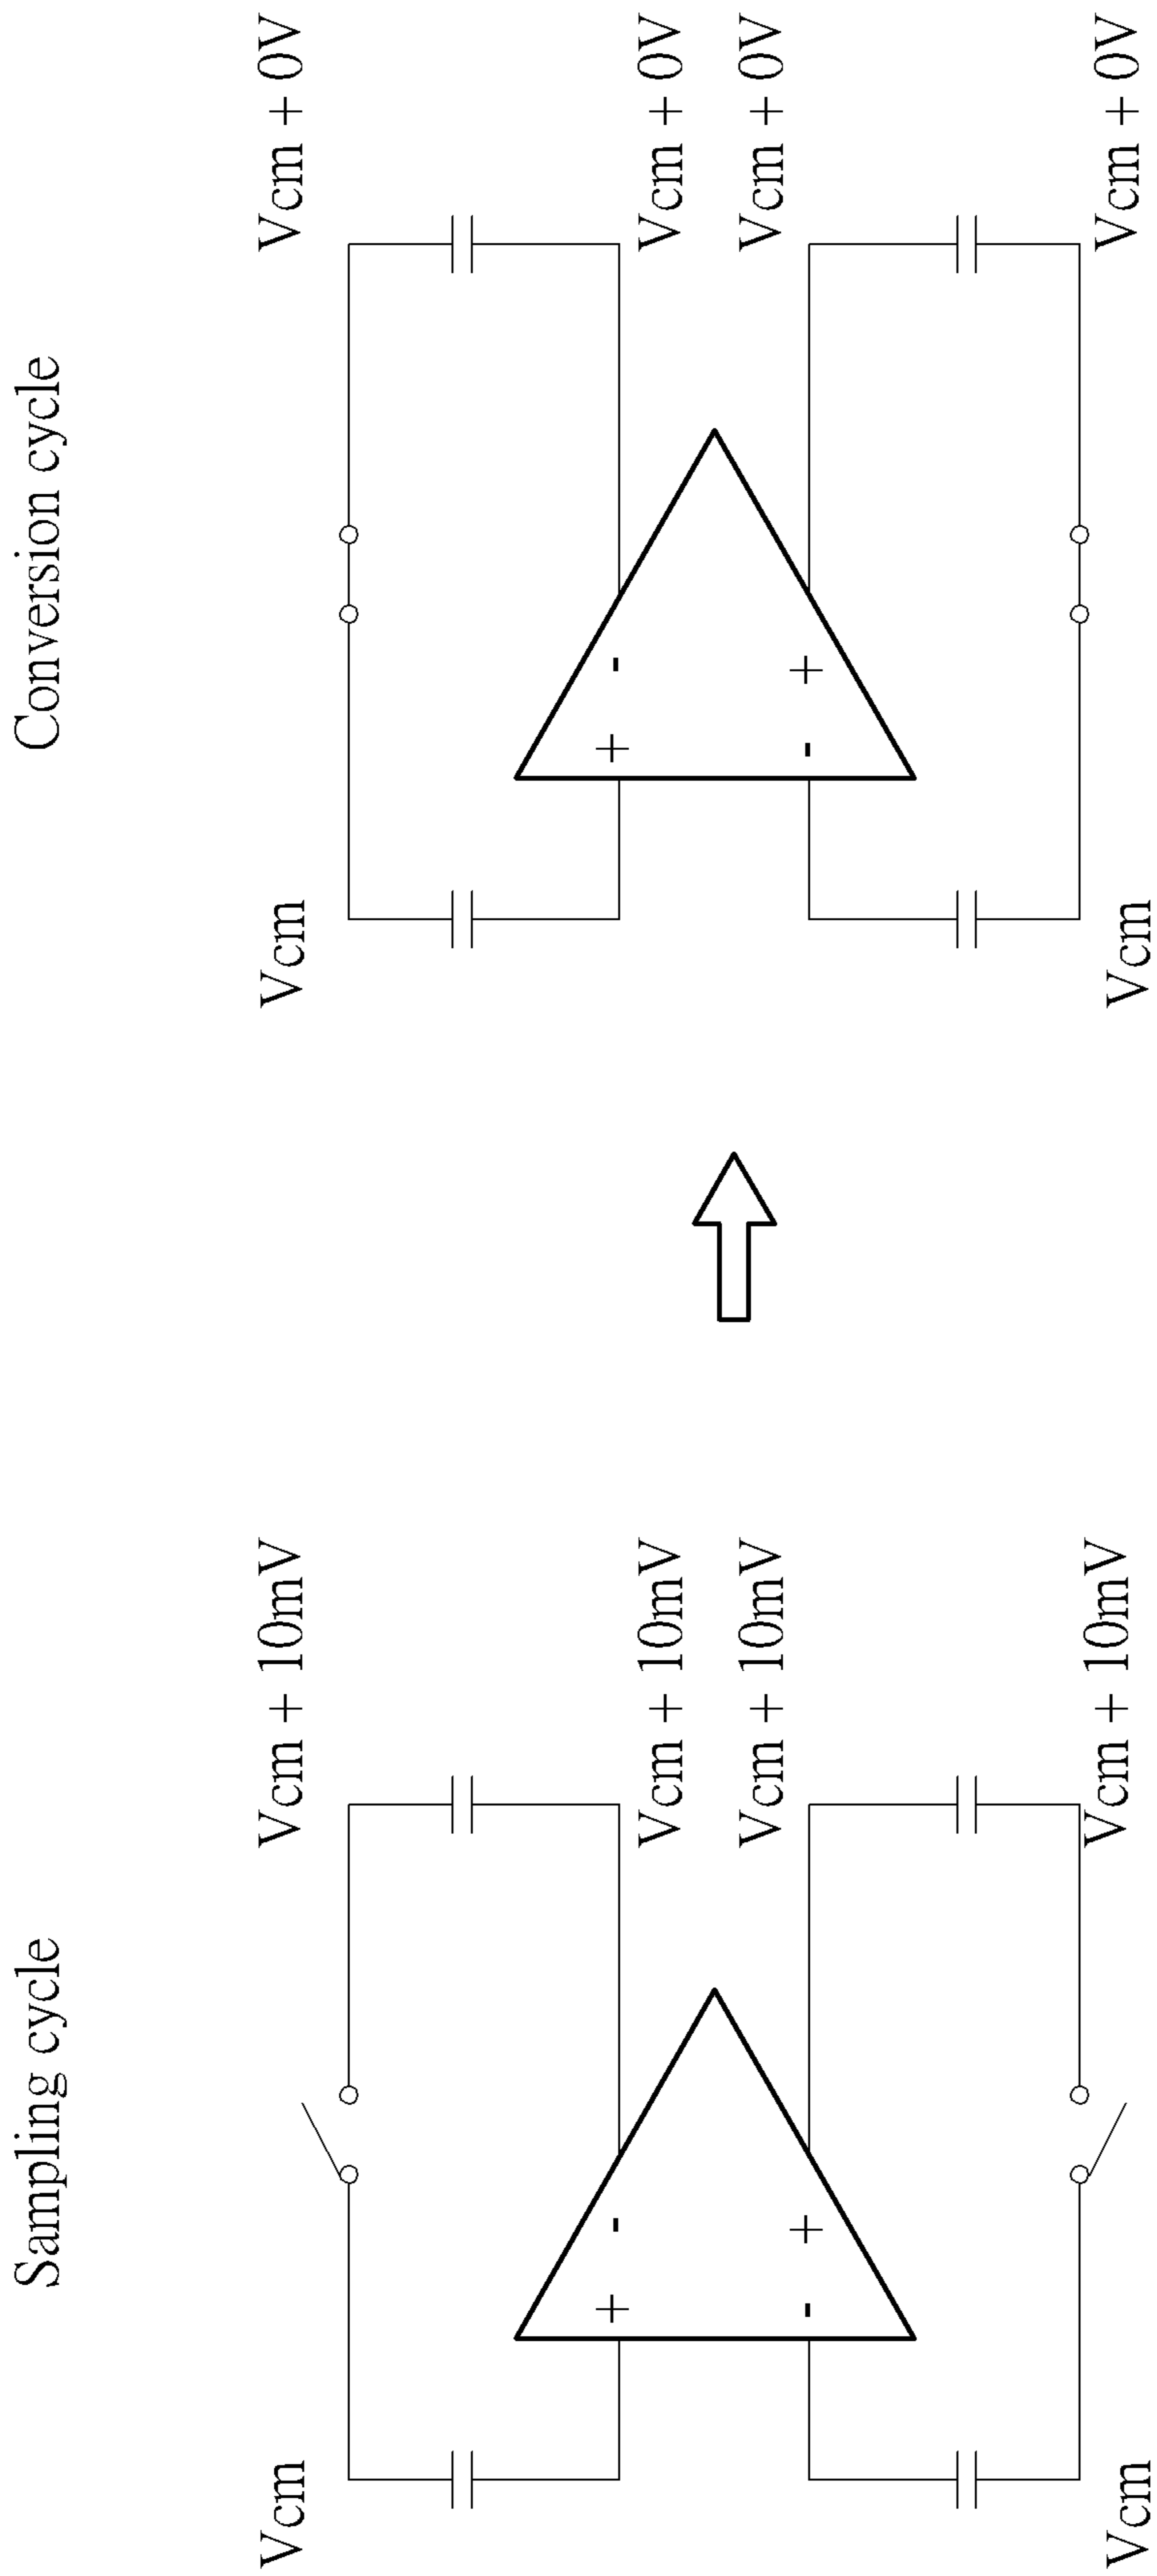 Sampling cycle
Conversion cycle
Vcm
Vcm + 10mV
Vcm
Vcm + 0V
+
-
Vcm + 10mV
+
-
Vcm + 0V
-
+
Vcm + 10mV
-
+
Vcm + 0V
Vcm
Vcm + 10mV
Vcm
Vcm + 0V